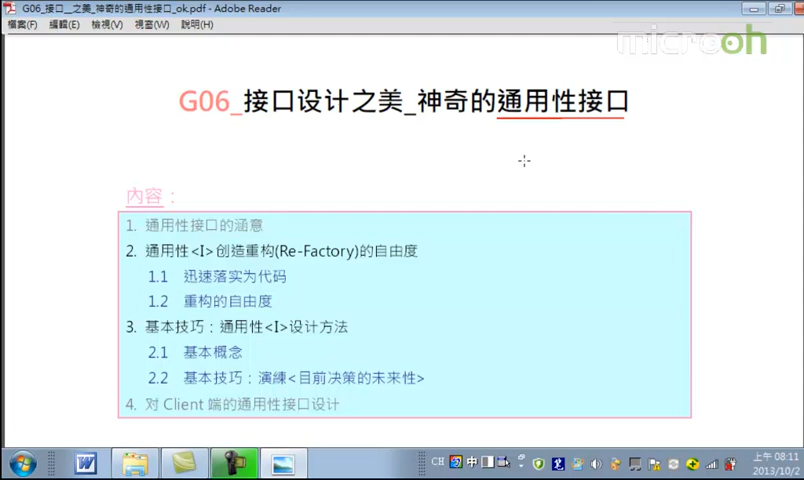 G06_接口__之美_神奇的通用性接口_ok.pdf - Adobe Reader
檔案(F) 編輯(E) 檢視(V) 視窗(W) 說明(H)
microoh
G06_接口设计之美_神奇的通用性接口
內容：
1. 通用性接口的涵意
2. 通用性<I>创造重构(Re-Factory)的自由度
1.1 迅速落实为代码
1.2 重构的自由度
3. 基本技巧：通用性<I>设计方法
2.1 基本概念
2.2 基本技巧：演練<目前决策的未來性>
4. 对 Client 端的通用性接口设计
CH 中
上午 08:11
2013/10/2